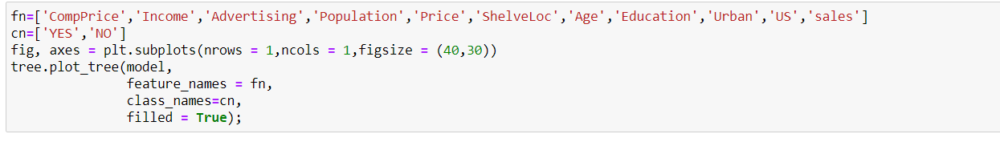 fn=['CompPrice','Income','Advertising','Population','Price','ShelveLoc','Age','Education','Urban','US','sales']
cn=['YES','NO']
fig, axes = plt.subplots(nrows = 1,ncols = 1,figsize = (40,30))
tree.plot_tree(model,
               feature_names = fn,
               class_names=cn,
               filled = True);